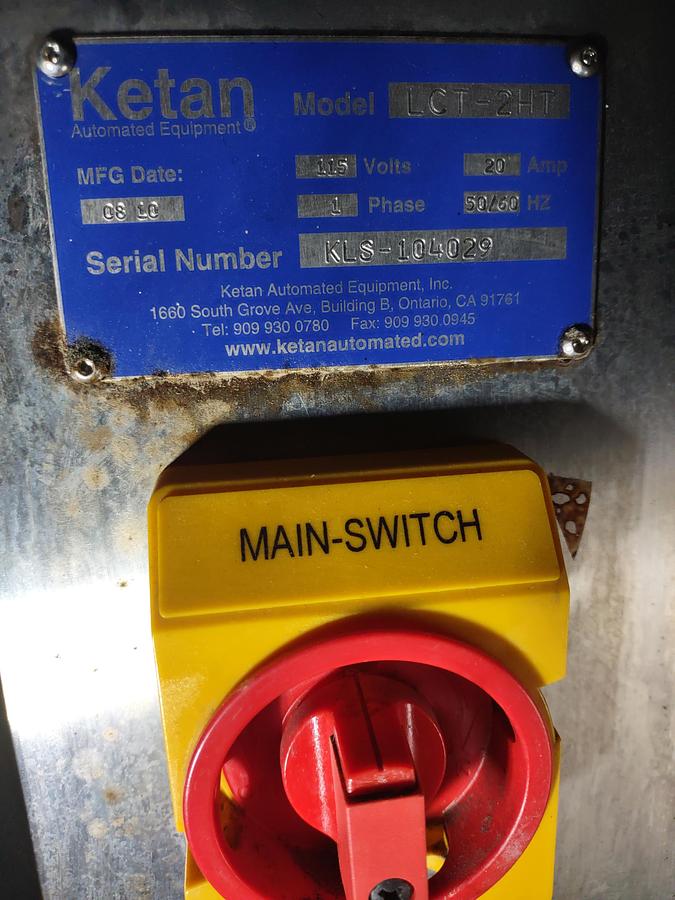 Ketan
Automated Equipment®
Model LCT-2HT
MFG Date:
115 Volts 20 Amp
08 10
1 Phase 50/60 HZ
Serial Number KLS-104029
Ketan Automated Equipment, Inc.
1660 South Grove Ave, Building B, Ontario, CA 91761
Tel: 909 930 0780 Fax: 909 930.0945
www.ketanautomated.com
MAIN-SWITCH